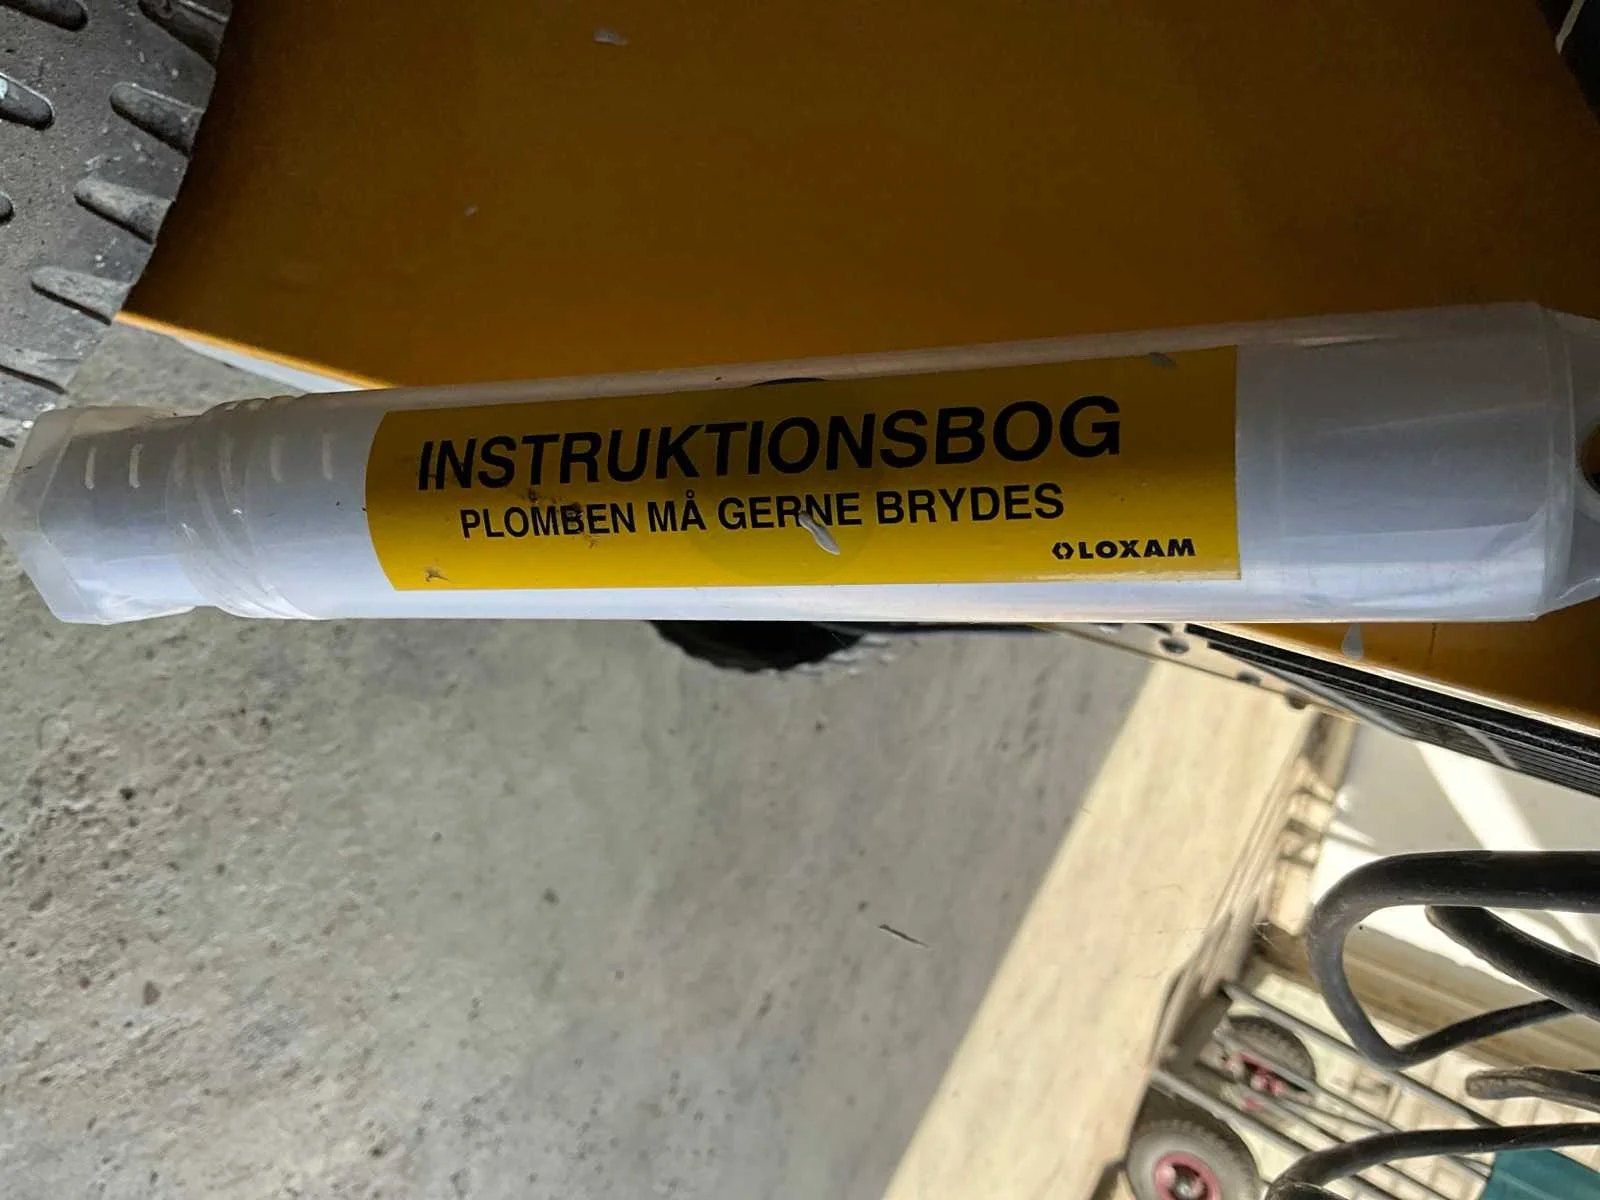 INSTRUKTIONSBOG
PLOMBEN MÅ GERNE BRYDES
LOXAM